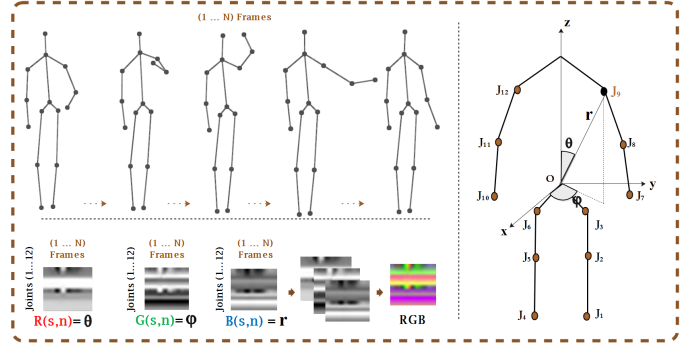 (1 ... N) Frames
(1 ... N)
Frames
Joints (1...12)
R(s,n)= θ
(1 ... N)
Frames
Joints (1...12)
G(s,n)= φ
(1 ... N)
Frames
Joints (1...12)
B(s,n) = r
RGB
z
J₁₂
J₉
r
J₁₁
θ
J₈
O
y
J₁₀
φ
J₇
x
J₆
J₃
J₅
J₂
J₄
J₁